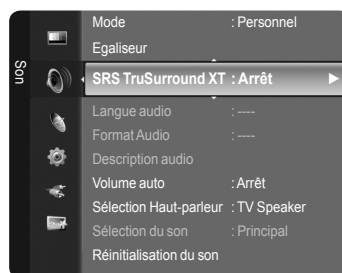 Son
Mode : Personnel
Egaliseur
SRS TruSurround XT : Arrêt ►
Langue audio : ----
Format Audio : ----
Description audio
Volume auto : Arrêt
Sélection Haut-parleur : TV Speaker
Sélection du son : Principal
Réinitialisation du son